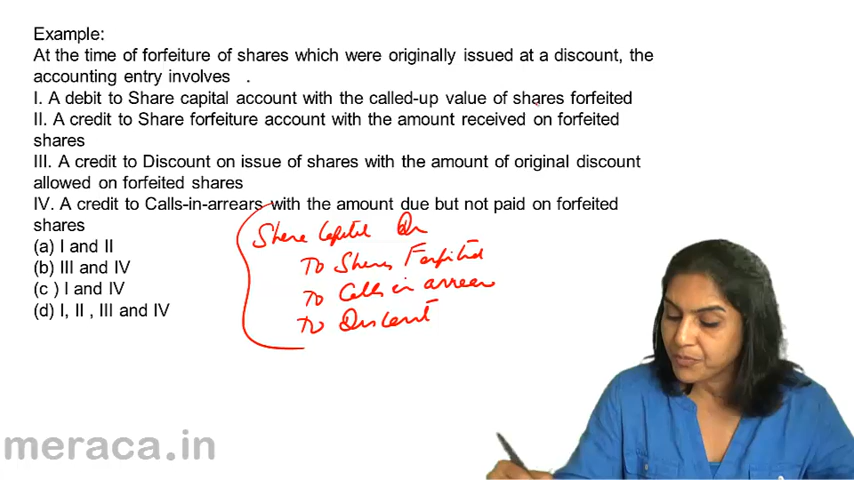 Example:
At the time of forfeiture of shares which were originally issued at a discount, the
accounting entry involves .
I. A debit to Share capital account with the called-up value of shares forfeited
II. A credit to Share forfeiture account with the amount received on forfeited
shares
III. A credit to Discount on issue of shares with the amount of original discount
allowed on forfeited shares
IV. A credit to Calls-in-arrears with the amount due but not paid on forfeited
shares
Share Capital Dr
(a) I and II
To Shares Forfeited
(b) III and IV
To Calls in arrears
(c ) I and IV
To Discount
(d) I, II , III and IV
meraca.in